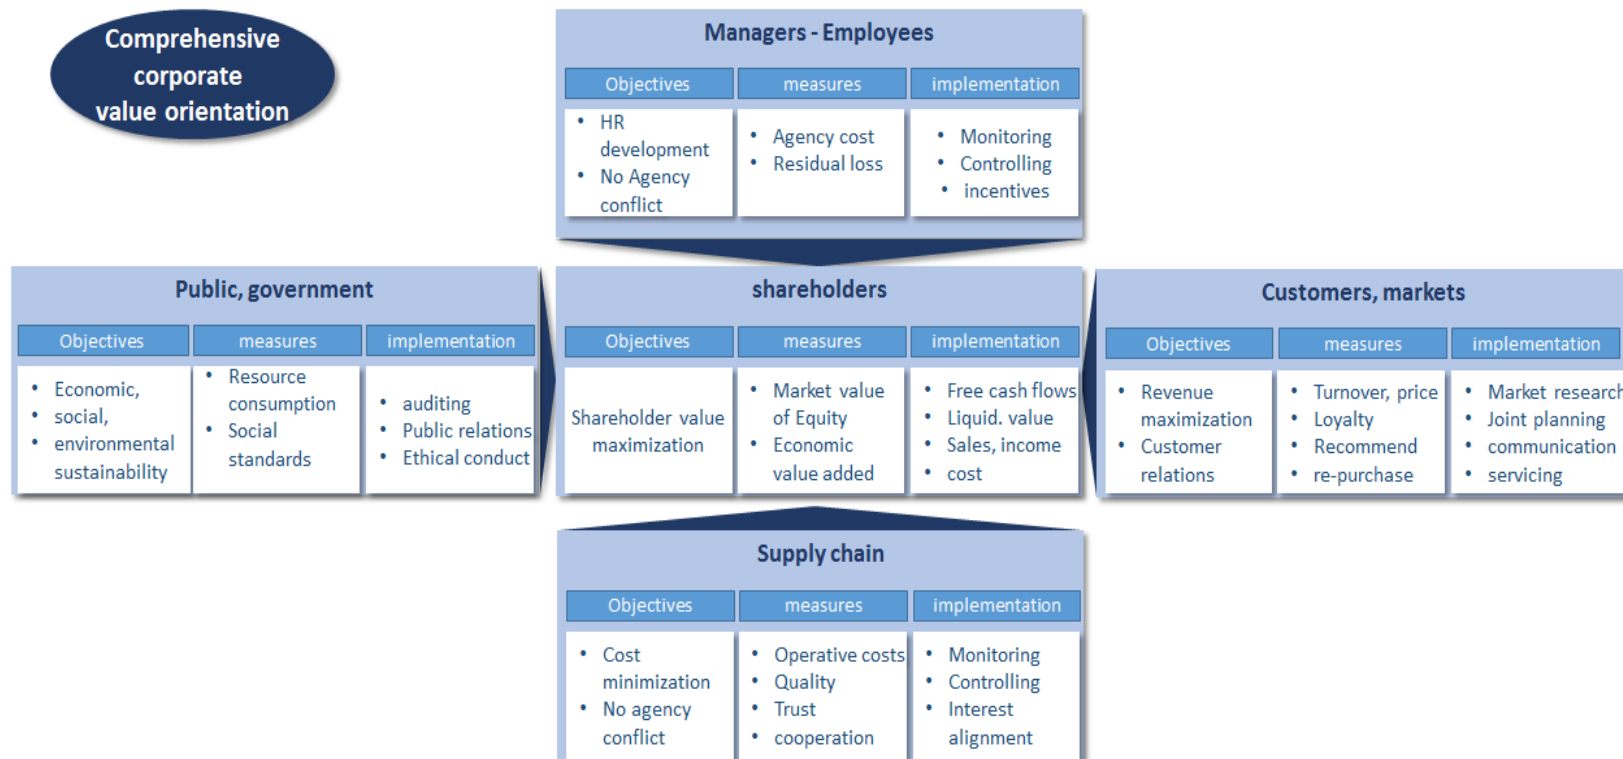 Comprehensive
corporate
value orientation
Managers - Employees
Objectives
measures
implementation
• HR
development
• No Agency
conflict
• Agency cost
• Residual loss
• Monitoring
• Controlling
• incentives
Public, government
Objectives
measures
implementation
• Economic,
• social,
• environmental
sustainability
• Resource
consumption
• Social
standards
• auditing
• Public relations
• Ethical conduct
shareholders
Objectives
measures
implementation
Shareholder value
maximization
• Market value
of Equity
• Economic
value added
• Free cash flows
• Liquid. value
• Sales, income
• cost
Customers, markets
Objectives
measures
implementation
• Revenue
maximization
• Customer
relations
• Turnover, price
• Loyalty
• Recommend
• re-purchase
• Market research
• Joint planning
• communication
• servicing
Supply chain
Objectives
measures
implementation
• Cost
minimization
• No agency
conflict
• Operative costs
• Quality
• Trust
• cooperation
• Monitoring
• Controlling
• Interest
alignment